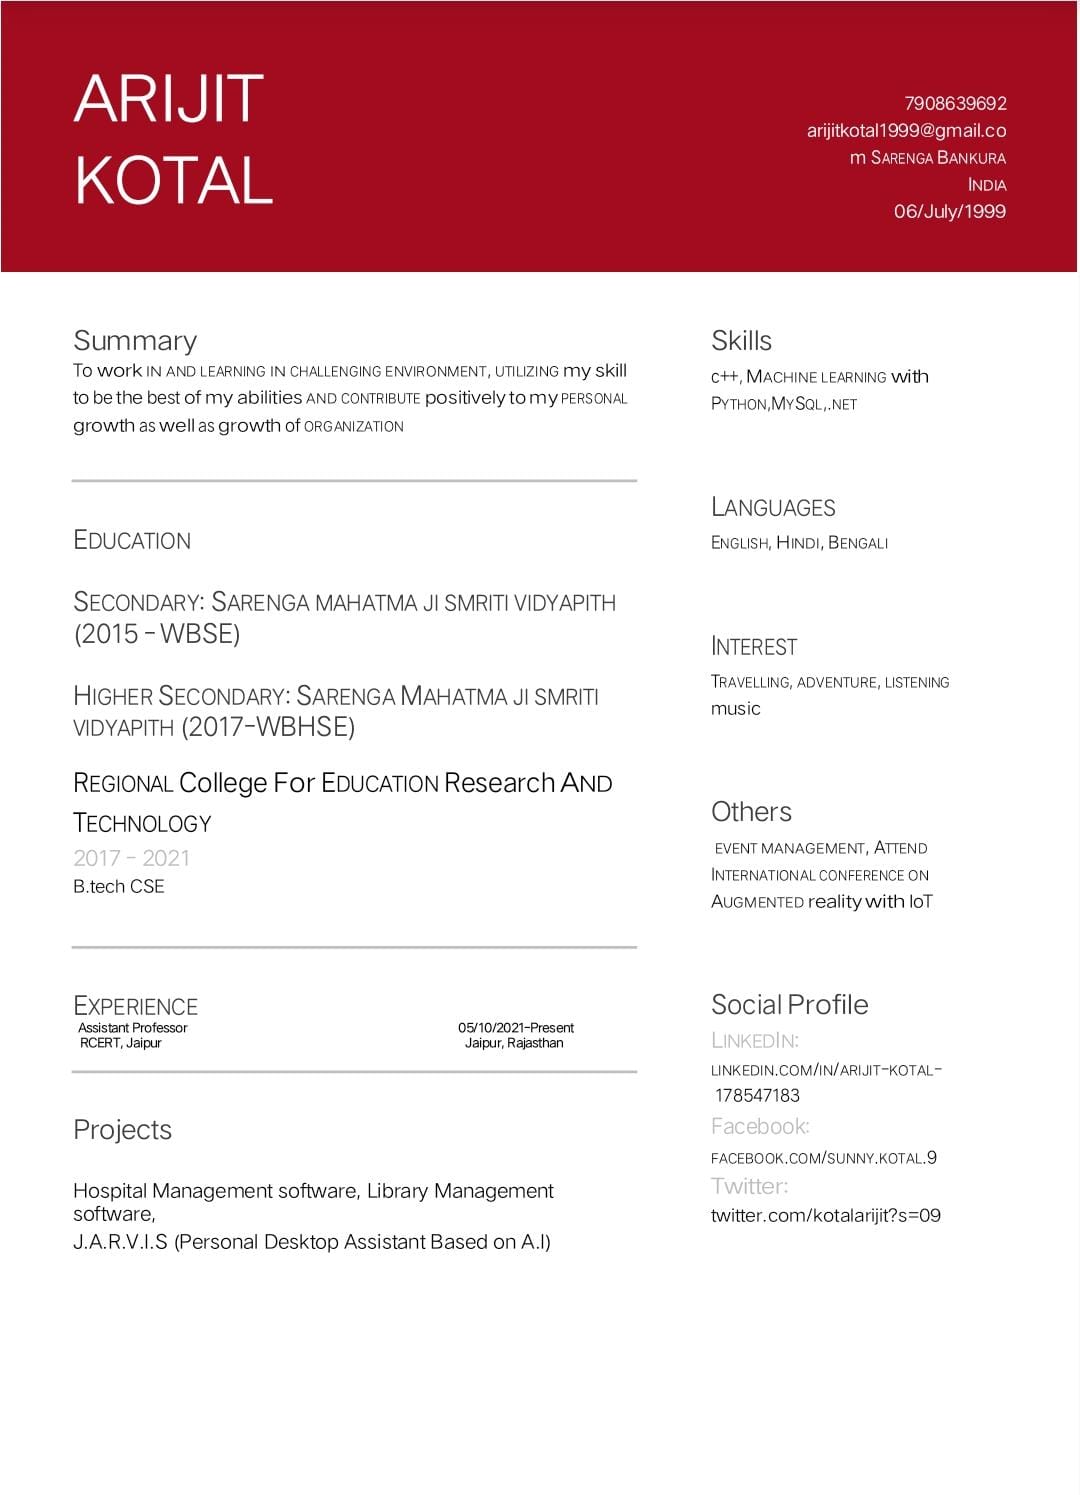 ARIJIT
KOTAL
7908639692
arijitkotal1999@gmail.co
m SARENGA BANKURA
INDIA
06/July/1999
Summary
To work IN AND LEARNING IN CHALLENGING ENVIRONMENT, UTILIZING my skill
to be the best of my abilities AND CONTRIBUTE positively to my PERSONAL
growth as well as growth of ORGANIZATION
EDUCATION
SECONDARY: SARENGA MAHATMA JI SMRITI VIDYAPITH
(2015 - WBSE)
HIGHER SECONDARY: SARENGA MAHATMA JI SMRITI
VIDYAPITH (2017-WBHSE)
REGIONAL College For EDUCATION Research AND
TECHNOLOGY
2017 - 2021
B.tech CSE
EXPERIENCE
Assistant Professor 05/10/2021-Present
RCERT, Jaipur Jaipur, Rajasthan
Projects
Hospital Management software, Library Management
software,
J.A.R.V.I.S (Personal Desktop Assistant Based on A.I)
Skills
c++, MACHINE LEARNING with
PYTHON,MYSQL,.NET
LANGUAGES
ENGLISH, HINDI, BENGALI
INTEREST
TRAVELLING, ADVENTURE, LISTENING
music
Others
EVENT MANAGEMENT, ATTEND
INTERNATIONAL CONFERENCE ON
AUGMENTED reality with IoT
Social Profile
LINKEDIN:
LINKEDIN.COM/IN/ARIJIT-KOTAL-
178547183
Facebook:
FACEBOOK.COM/SUNNY.KOTAL.9
Twitter:
twitter.com/kotalarijit?s=09